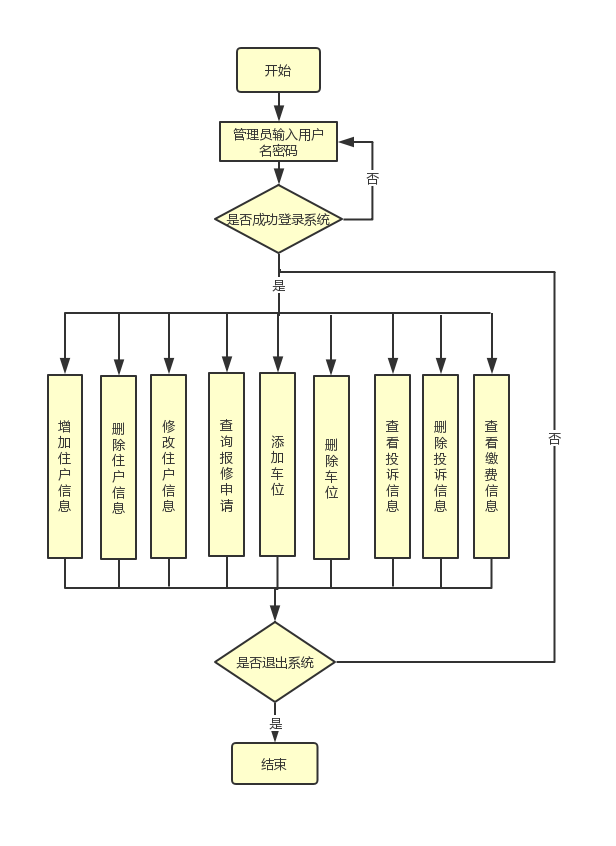 开始
管理员输入用户
名密码
否
是否成功登录系统
是
增加住户信息
删除住户信息
修改住户信息
查询报修申请
添加车位
删除车位
查看投诉信息
删除投诉信息
查看缴费信息
否
是否退出系统
是
结束